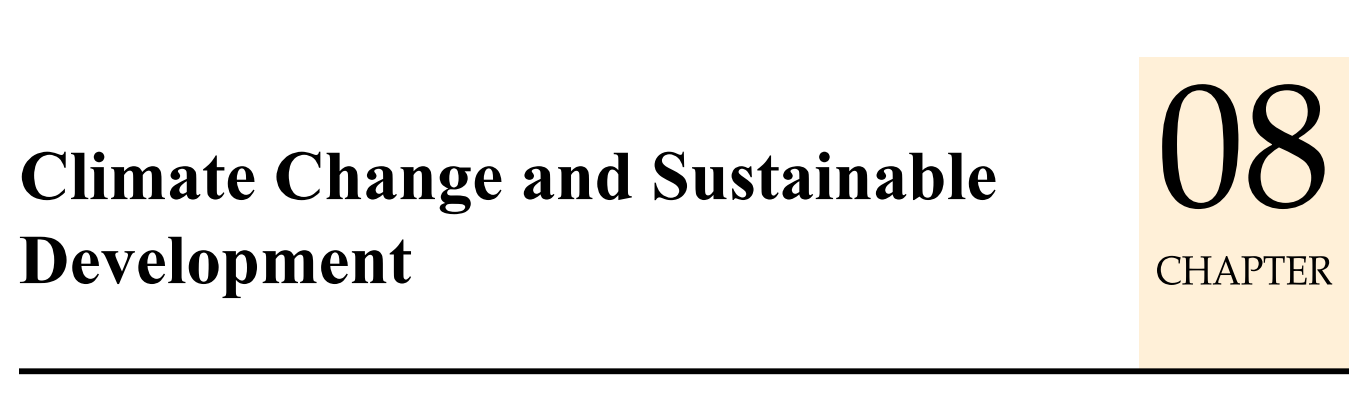 Climate Change and Sustainable
Development
08
CHAPTER